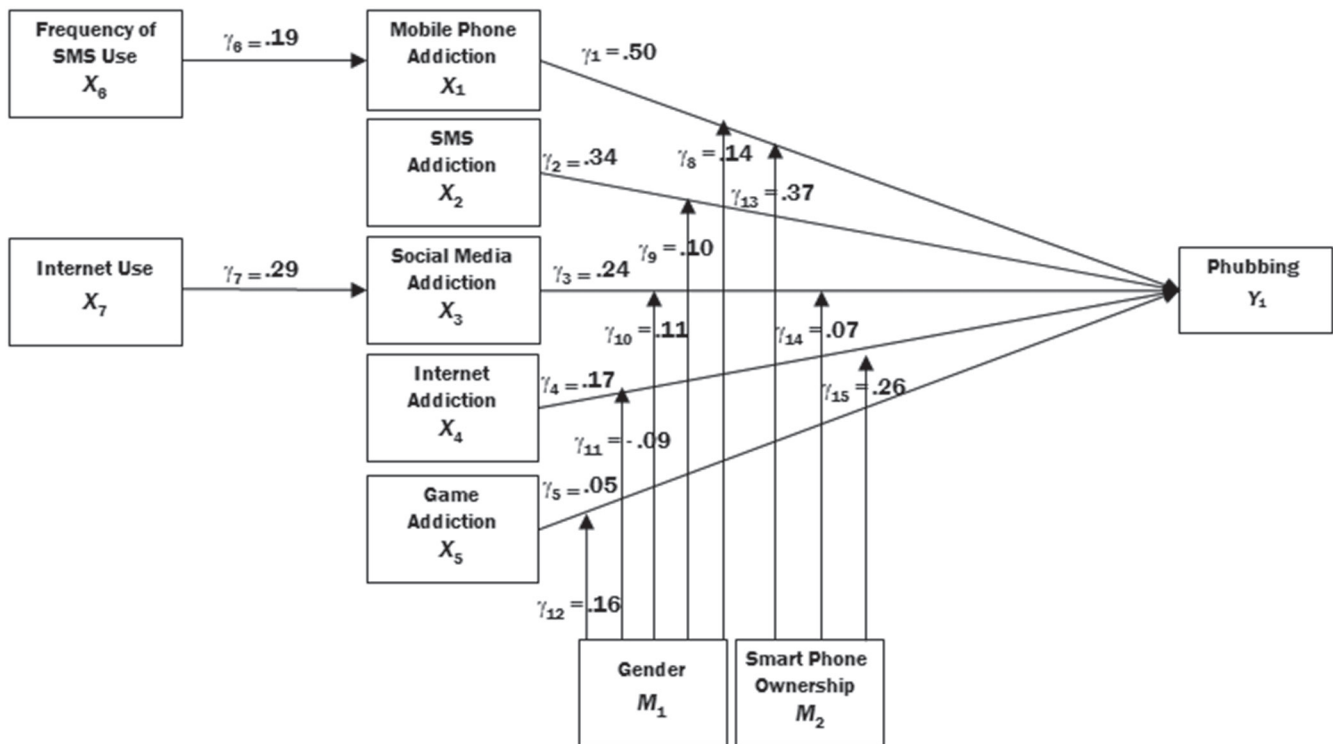 Frequency of
SMS Use
X₆
γ₆ = .19
Mobile Phone
Addiction
X₁
γ₁ = .50
SMS
Addiction
X₂
γ₂ = .34
γ₈ = .14
γ₁₃ = .37
Internet Use
X₇
γ₇ = .29
Social Media
Addiction
X₃
γ₃ = .24
γ₉ = .10
Phubbing
Y₁
γ₁₀ = .11
γ₁₄ = .07
Internet
Addiction
X₄
γ₄ = .17
γ₁₅ = .26
γ₁₁ = -.09
Game
Addiction
X₅
γ₅ = .05
γ₁₂ = .16
Gender
M₁
Smart Phone
Ownership
M₂